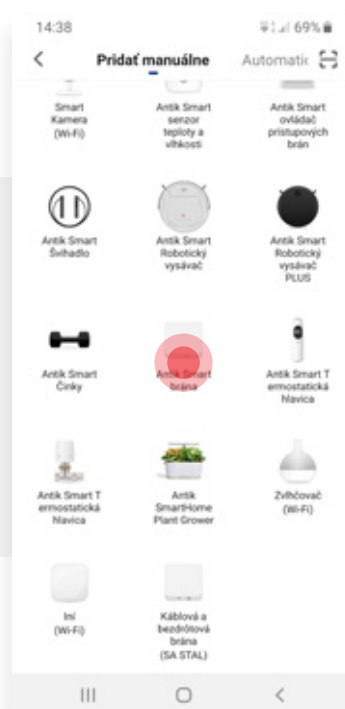 14:38
69%
Pridať manuálne
Automatic
Smart
Kamera
(Wi-Fi)
Antik Smart
senzor
teploty a
vlhkosti
Antik Smart
ovládač
prístupových
brán
Antik Smart
Švihadlo
Antik Smart
Robotický
vysávač
Antik Smart
Robotický
vysávač
PLUS
Antik Smart
Činky
Antik Smart
brána
Antik Smart T
ermostatická
hlavica
Antik Smart T
ermostatická
hlavica
Antik
SmartHome
Plant Grower
Zvlhčovač
(Wi-Fi)
Iní
(Wi-Fi)
Káblová a
bezdrôtová
brána
(SA STAL)